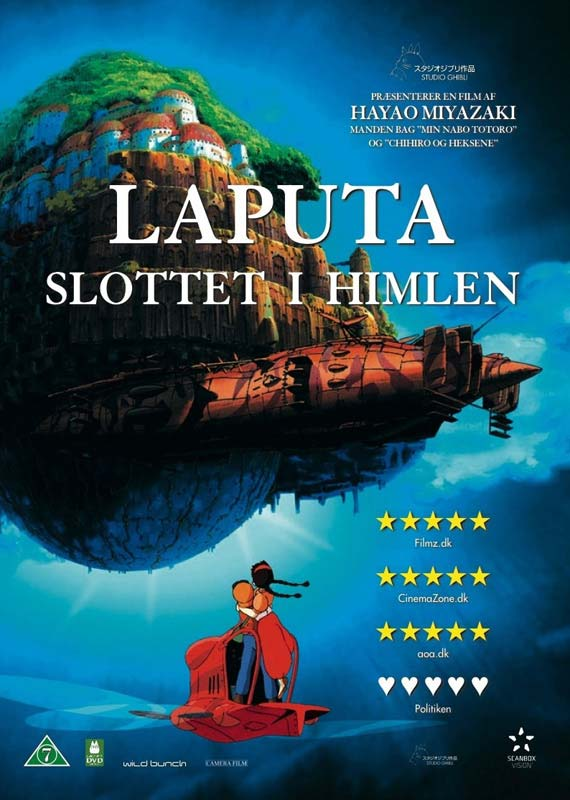 スタジオジブリ作品
STUDIO GHIBLI
PRÆSENTERER EN FILM AF
HAYAO MIYAZAKI
MANDEN BAG "MIN NABO TOTORO"
OG "CHIHIRO OG HEKSENE"
LAPUTA
SLOTTET I HIMLEN
Filmz.dk
CinemaZone.dk
aoa.dk
Politiken
7
DVD
wild bunch
CAMERA FILM
スタジオジブリ作品
STUDIO GHIBLI
SCANBOX
VISION